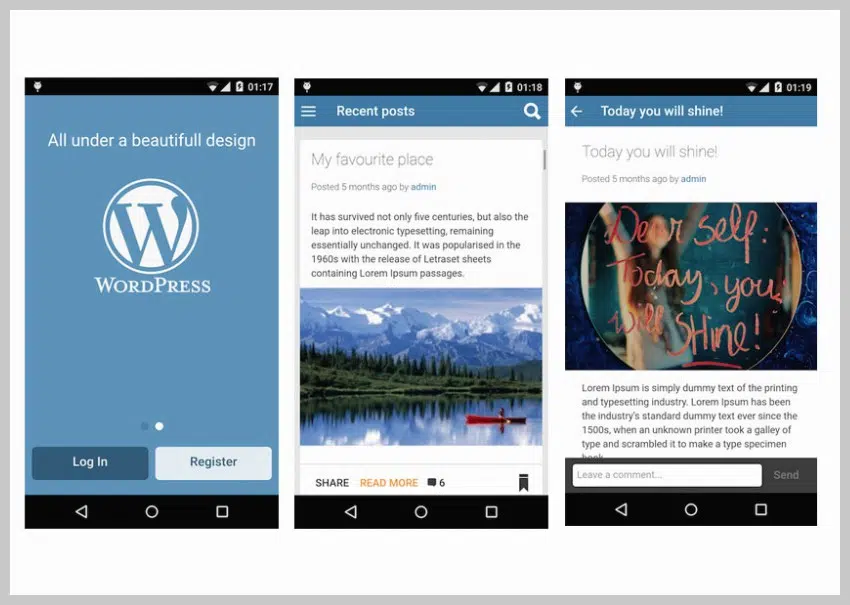 01:17
All under a beautifull design
W
WORDPRESS
Log In
Register
01:18
Recent posts
My favourite place
Posted 5 months ago by admin
It has survived not only five centuries, but also the
leap into electronic typesetting, remaining
essentially unchanged. It was popularised in the
1960s with the release of Letraset sheets
containing Lorem Ipsum passages.
SHARE READ MORE 6
01:19
Today you will shine!
Today you will shine!
Posted 5 months ago by admin
Dear self:
Today, you
will SHine!
Lorem Ipsum is simply dummy text of the printing
and typesetting industry. Lorem Ipsum has been
the industry's standard dummy text ever since the
1500s, when an unknown printer took a galley of
type and scrambled it to make a type specimen
book.
Leave a comment...
Send